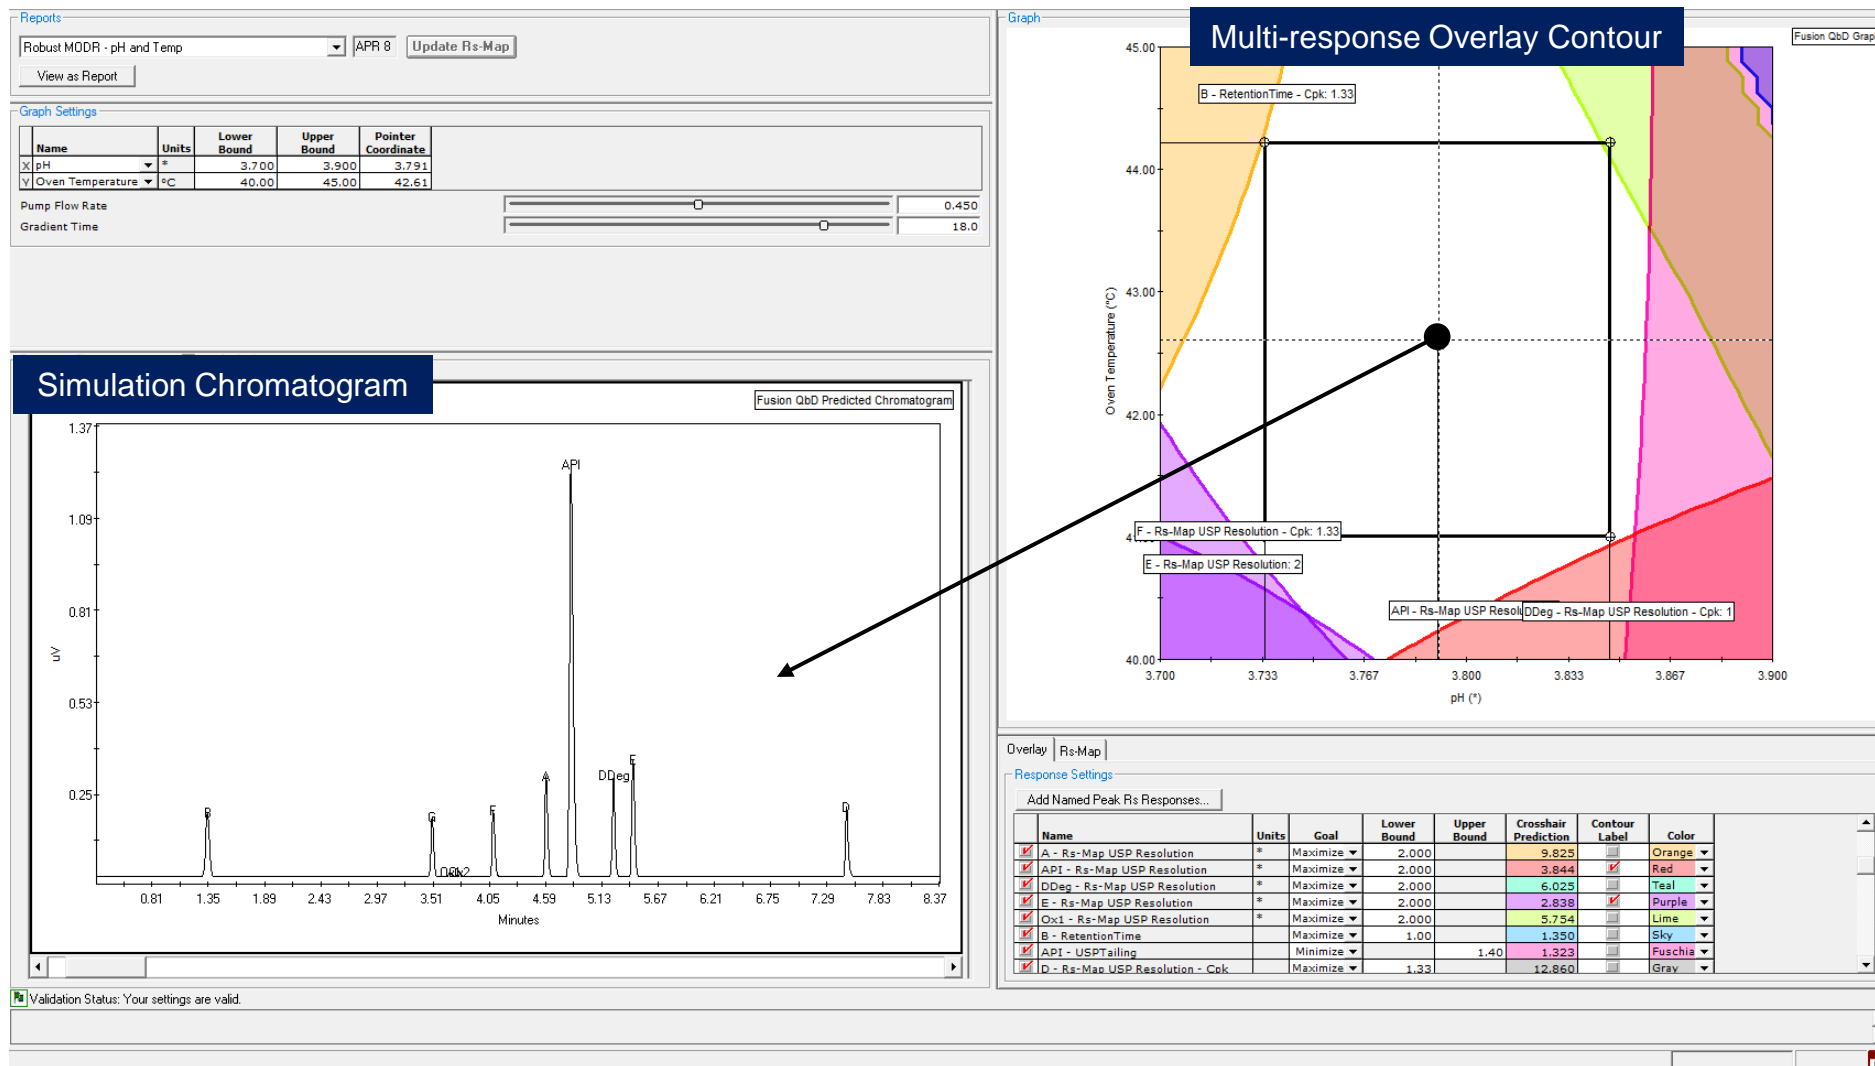 Reports
Robust MODR - pH and Temp
APR 8
Update Rs-Map
View as Report
Graph Settings
Name Units Lower Bound Upper Bound Pointer Coordinate
X pH * 3.700 3.900 3.791
Y Oven Temperature °C 40.00 45.00 42.61
Pump Flow Rate 0.450
Gradient Time 18.0
Simulation Chromatogram
Fusion QbD Predicted Chromatogram
1.37
1.09
0.81
0.53
0.25
uV
B
G
F
A
API
DDeg
E
D
0.81 1.35 1.89 2.43 2.97 3.51 4.05 4.59 5.13 5.67 6.21 6.75 7.29 7.83 8.37
Minutes
Validation Status: Your settings are valid.
Graph
Multi-response Overlay Contour
Fusion QbD Grap
45.00
44.00
43.00
42.00
40.00
Oven Temperature (°C)
B - RetentionTime - Cpk: 1.33
F - Rs-Map USP Resolution - Cpk: 1.33
E - Rs-Map USP Resolution: 2
API - Rs-Map USP Resolu
DDeg - Rs-Map USP Resolution - Cpk: 1
3.700 3.733 3.767 3.800 3.833 3.867 3.900
pH (*)
Overlay Rs-Map
Response Settings
Add Named Peak Rs Responses...
Name Units Goal Lower Bound Upper Bound Crosshair Prediction Contour Label Color
A - Rs-Map USP Resolution * Maximize 2.000 9.825 Orange
API - Rs-Map USP Resolution * Maximize 2.000 3.844 Red
DDeg - Rs-Map USP Resolution * Maximize 2.000 6.025 Teal
E - Rs-Map USP Resolution * Maximize 2.000 2.838 Purple
Ox1 - Rs-Map USP Resolution * Maximize 2.000 5.754 Lime
B - RetentionTime Maximize 1.00 1.350 Sky
API - USPTailing Minimize 1.40 1.323 Fuschia
D - Rs-Map USP Resolution - Cpk Maximize 1.33 12.860 Gray